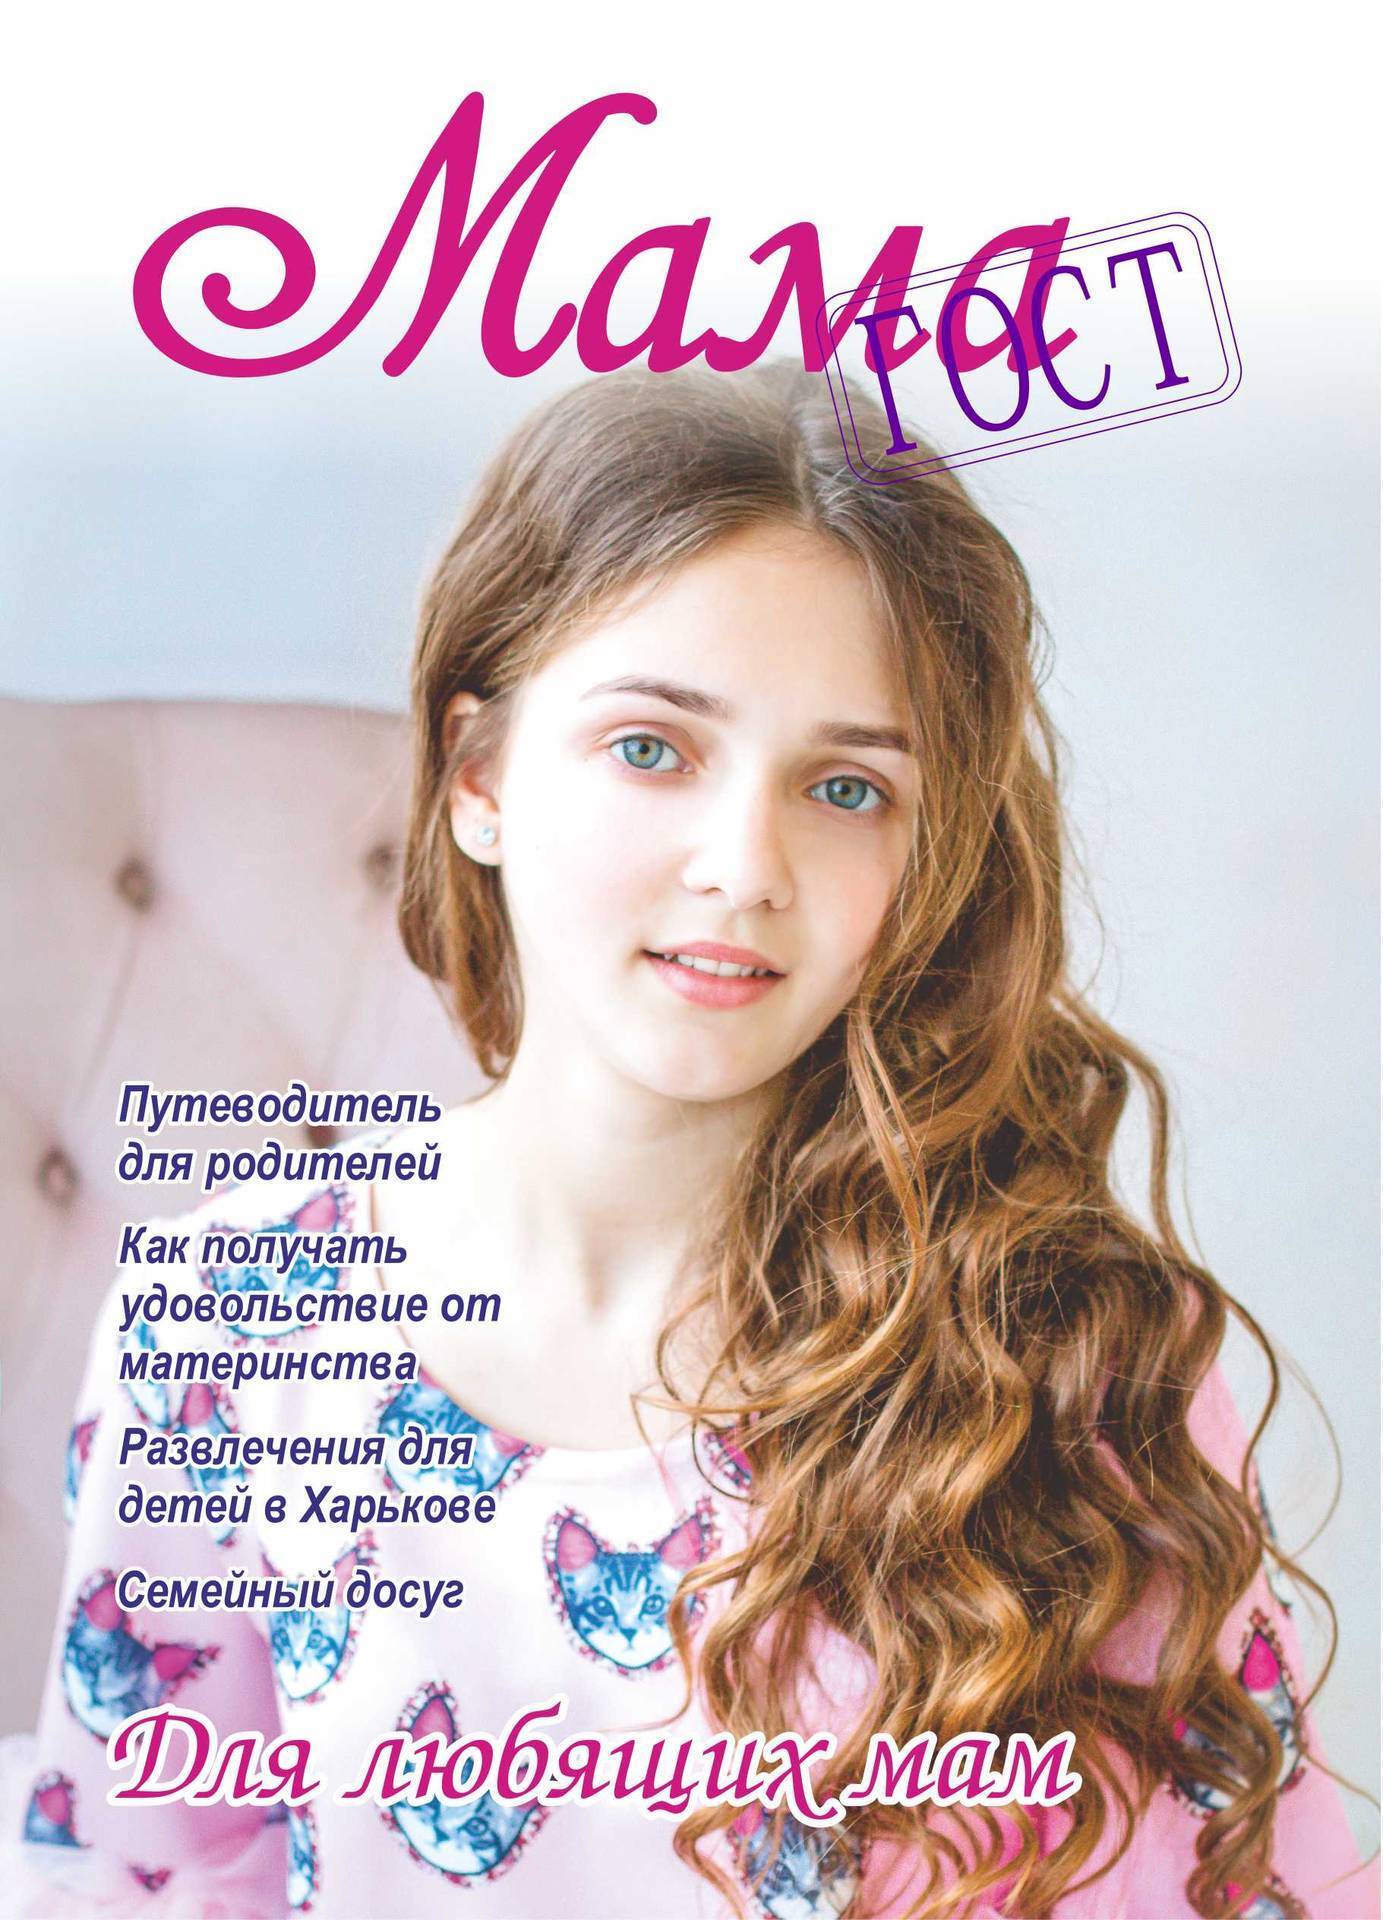 Мама
ГОСТ
Путеводитель
для родителей
Как получать
удовольствие от
материнства
Развлечения для
детей в Харькове
Семейный досуг
Для любящих мам